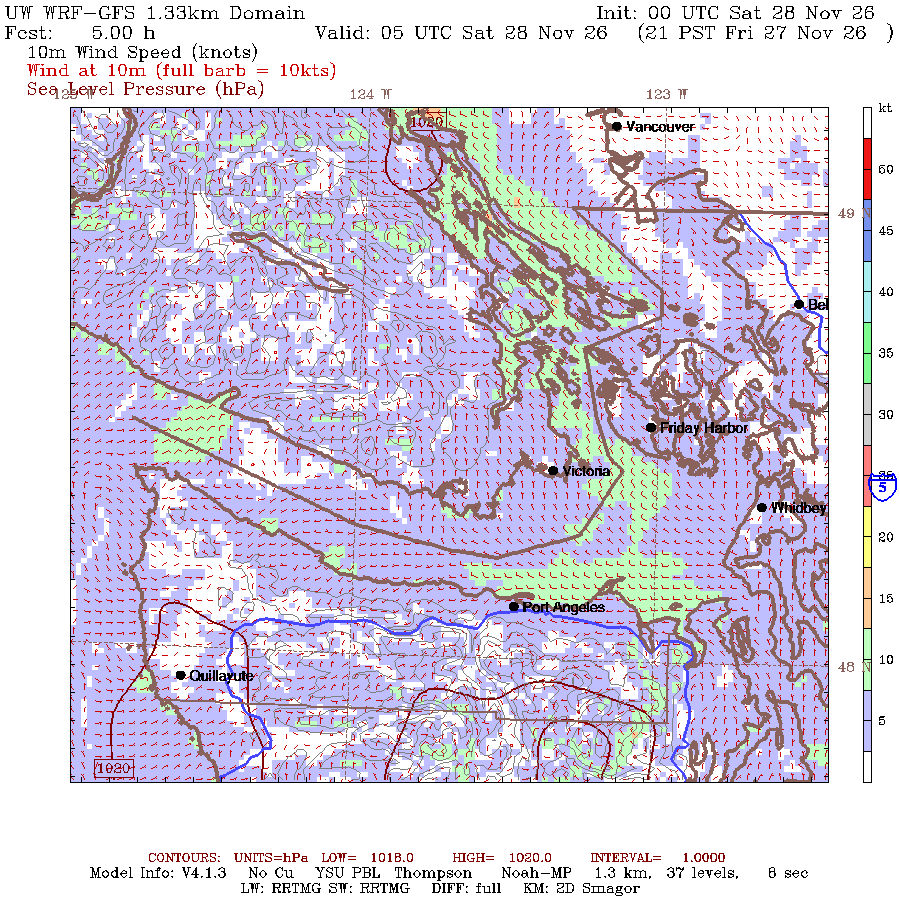 UW WRF-GFS 1.33km Domain Init: 00 UTC Sat 28 Nov 26
Fcst: 5.00 h Valid: 05 UTC Sat 28 Nov 26 (21 PST Fri 27 Nov 26 )
10m Wind Speed (knots)
Wind at 10m (full barb = 10kts)
Sea Level Pressure (hPa)
125 W 124 W 123 W
kt
1020
Vancouver
50
49 N
45
Bel
40
35
30
Friday Harbor
Victoria
25
5
Whidbey
20
15
Port Angeles
10
48 N
Quillayute
5
1020
CONTOURS: UNITS=hPa LOW= 1018.0 HIGH= 1020.0 INTERVAL= 1.0000
Model Info: V4.1.3 No Cu YSU PBL Thompson Noah-MP 1.3 km, 37 levels, 8 sec
LW: RRTMG SW: RRTMG DIFF: full KM: 2D Smagor